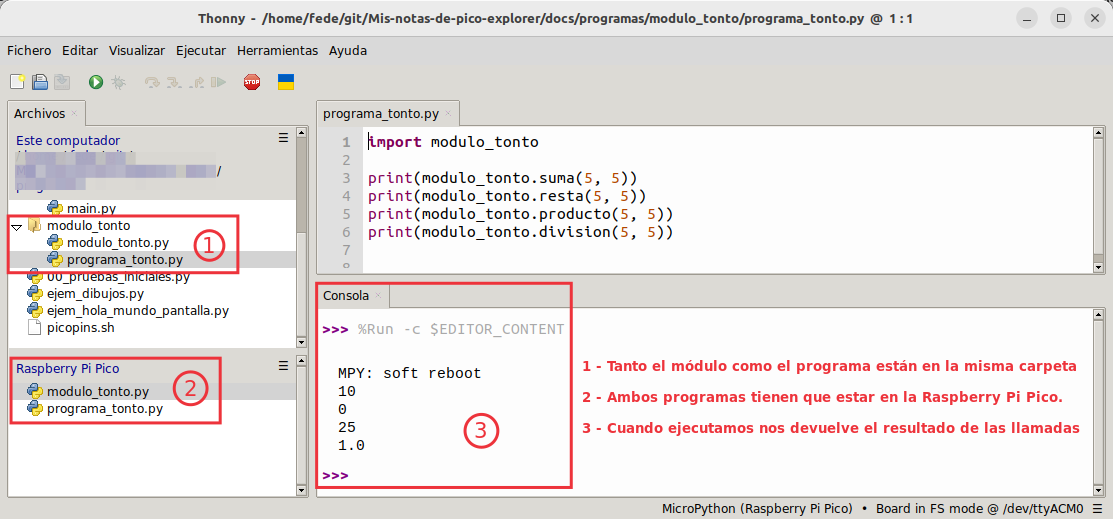 Thonny - /home/fede/git/Mis-notas-de-pico-explorer/docs/programas/modulo_tonto/programa_tonto.py @ 1 : 1
Fichero Editar Visualizar Ejecutar Herramientas Ayuda
STOP
Archivos
Este computador
/
main.py
modulo_tonto
modulo_tonto.py
programa_tonto.py
1
00_pruebas_iniciales.py
ejem_dibujos.py
ejem_hola_mundo_pantalla.py
picopins.sh
Raspberry Pi Pico
modulo_tonto.py
programa_tonto.py
2
programa_tonto.py
1 import modulo_tonto
2
3 print(modulo_tonto.suma(5, 5))
4 print(modulo_tonto.resta(5, 5))
5 print(modulo_tonto.producto(5, 5))
6 print(modulo_tonto.division(5, 5))
7
8
Consola
>>> %Run -c $EDITOR_CONTENT
MPY: soft reboot
10
0
25
1.0
>>>
3
1 - Tanto el módulo como el programa están en la misma carpeta
2 - Ambos programas tienen que estar en la Raspberry Pi Pico.
3 - Cuando ejecutamos nos devuelve el resultado de las llamadas
MicroPython (Raspberry Pi Pico) • Board in FS mode @ /dev/ttyACM0 ☰